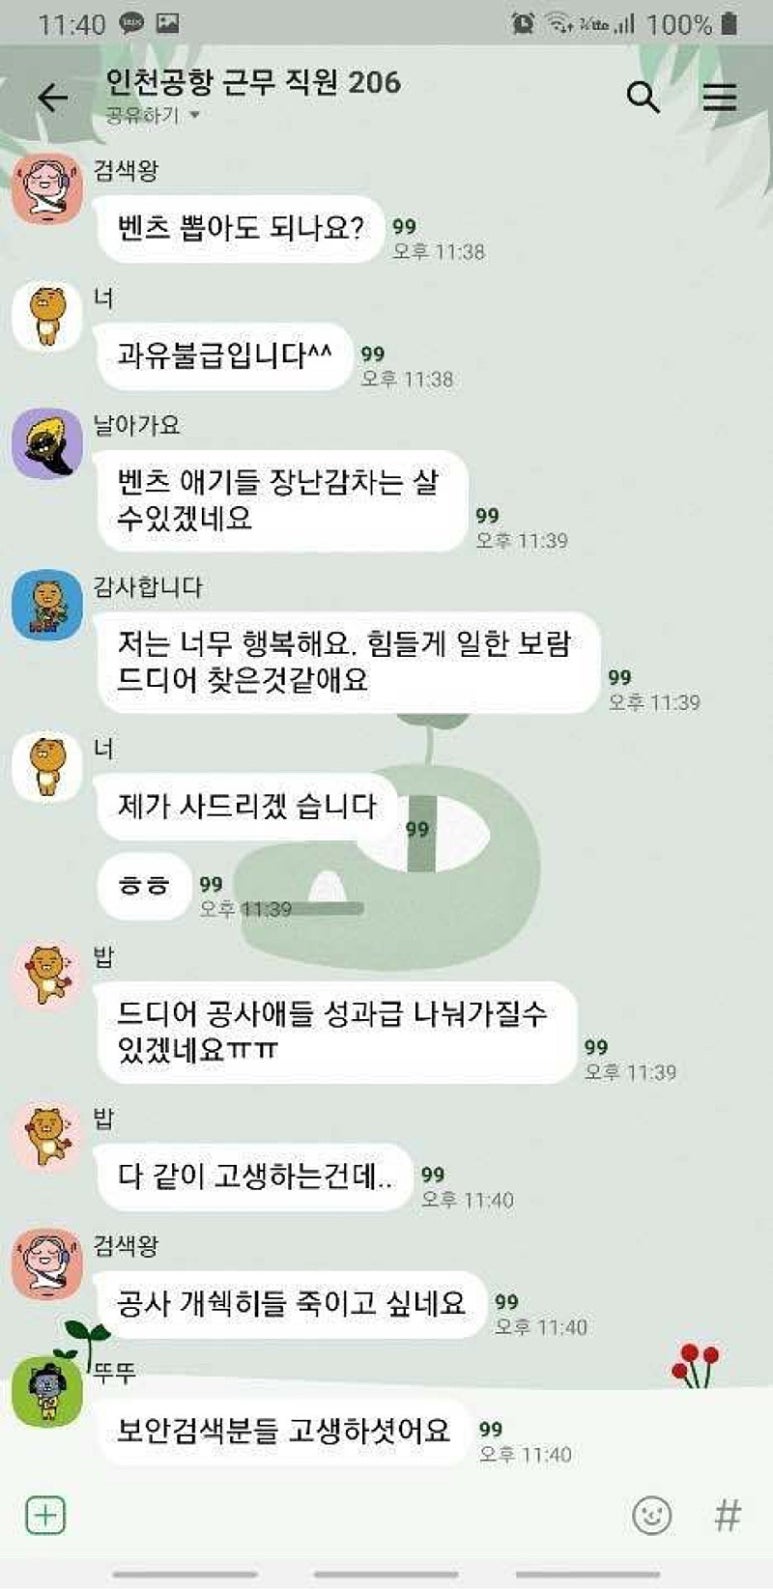 11:40 100%
인천공항 근무 직원 206
공유하기
검색왕
벤츠 뽑아도 되나요?
99
오후 11:38
너
과유불급입니다^^
99
오후 11:38
날아가요
벤츠 애기들 장난감차는 살
수있겠네요
99
오후 11:39
감사합니다
저는 너무 행복해요. 힘들게 일한 보람
드디어 찾은것같애요
99
오후 11:39
너
제가 사드리겠 습니다
99
ㅎㅎ
99
오후 11:39
밥
드디어 공사애들 성과급 나눠가질수
있겠네요ㅠㅠ
99
오후 11:39
밥
다 같이 고생하는건데..
99
오후 11:40
검색왕
공사 개쉑히들 죽이고 싶네요
99
오후 11:40
뚜뚜
보안검색분들 고생하셧어요
99
오후 11:40
#